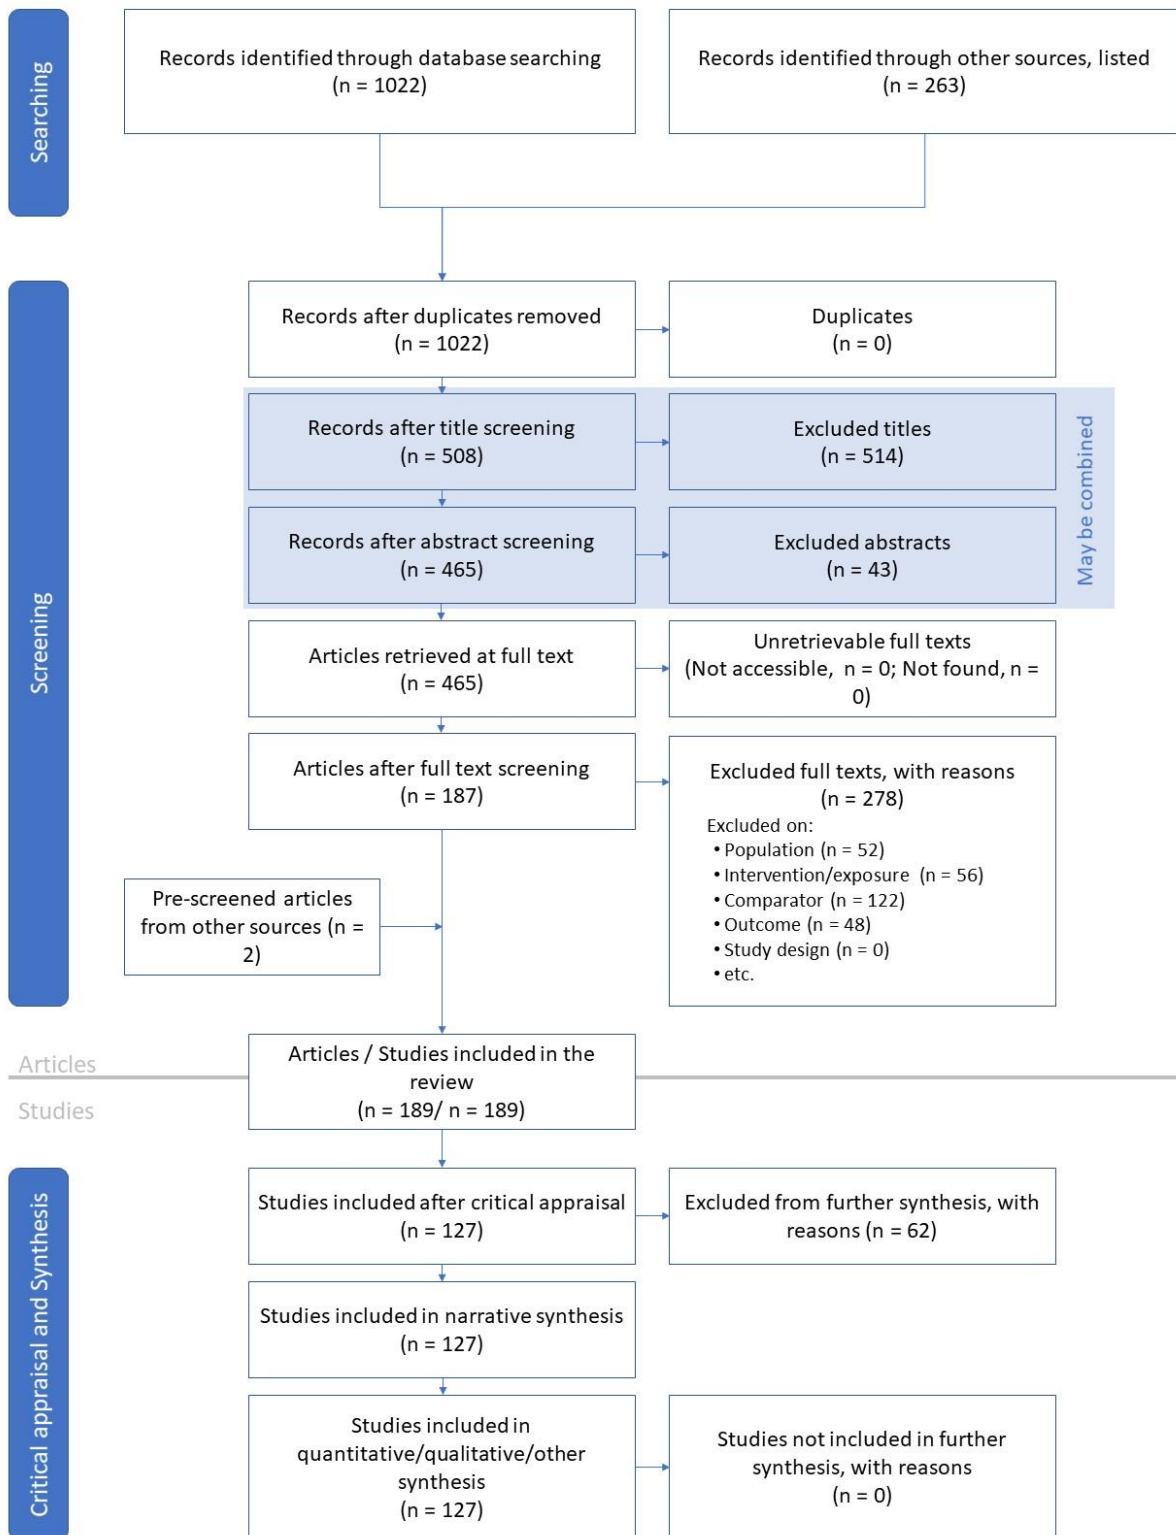 Searching
Records identified through database searching
(n = 1022)
Records identified through other sources, listed
(n = 263)
Screening
Records after duplicates removed
(n = 1022)
Duplicates
(n = 0)
May be combined
Records after title screening
(n = 508)
Excluded titles
(n = 514)
Records after abstract screening
(n = 465)
Excluded abstracts
(n = 43)
Articles retrieved at full text
(n = 465)
Unretrievable full texts
(Not accessible, n = 0; Not found, n =
0)
Articles after full text screening
(n = 187)
Excluded full texts, with reasons
(n = 278)
Excluded on:
• Population (n = 52)
• Intervention/exposure (n = 56)
• Comparator (n = 122)
• Outcome (n = 48)
• Study design (n = 0)
• etc.
Pre-screened articles
from other sources (n =
2)
Articles
Studies
Articles / Studies included in the
review
(n = 189/ n = 189)
Critical appraisal and Synthesis
Studies included after critical appraisal
(n = 127)
Excluded from further synthesis, with
reasons (n = 62)
Studies included in narrative synthesis
(n = 127)
Studies included in
quantitative/qualitative/other
synthesis
(n = 127)
Studies not included in further
synthesis, with reasons
(n = 0)